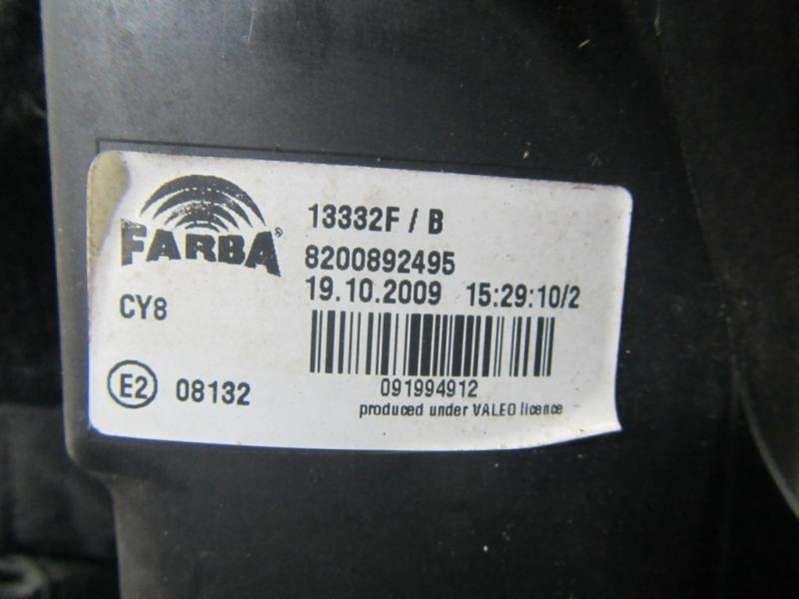 FARBA®
13332F / B
8200892495
19.10.2009 15:29:10/2
CY8
091994912
E2 08132
produced under VALEO licence